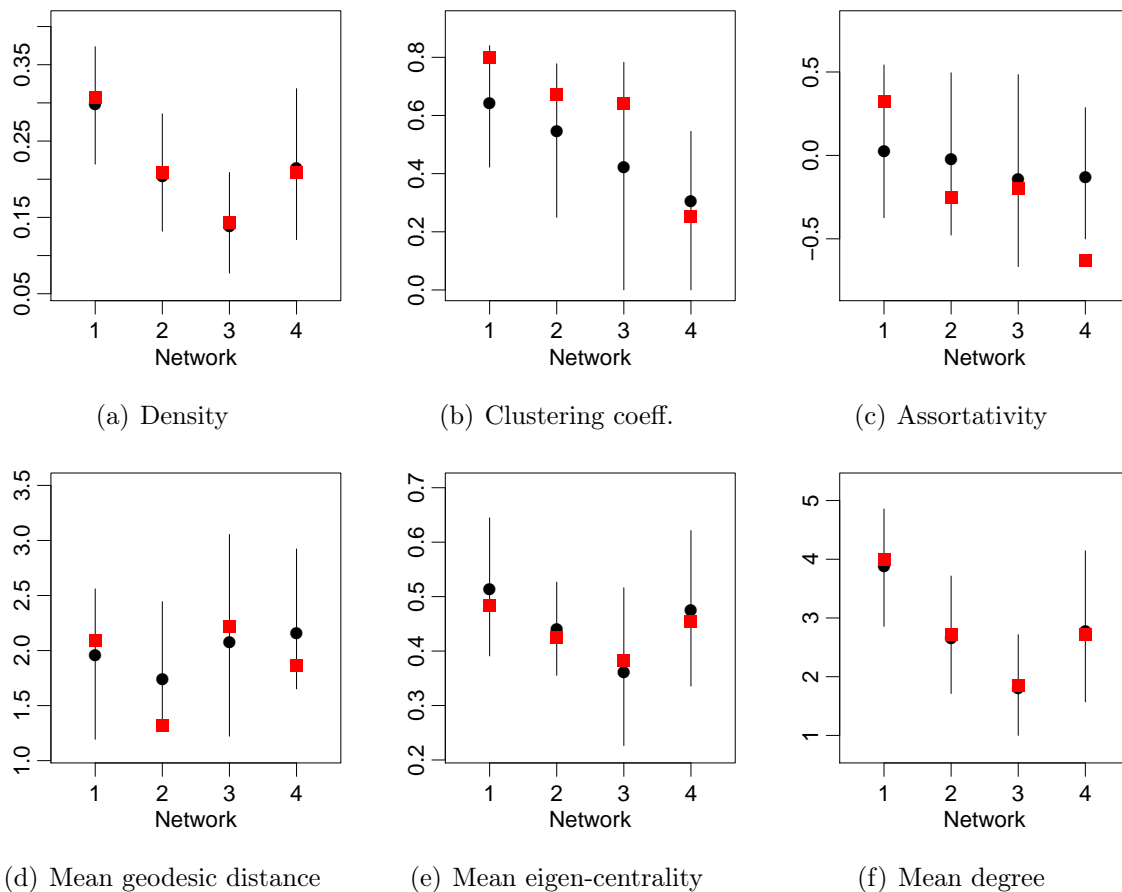 0.05 0.15 0.25 0.35
1 2 3 4
Network
(a) Density
0.0 0.2 0.4 0.6 0.8
1 2 3 4
Network
(b) Clustering coeff.
−0.5 0.0 0.5
1 2 3 4
Network
(c) Assortativity
1.0 1.5 2.0 2.5 3.0 3.5
1 2 3 4
Network
(d) Mean geodesic distance
0.2 0.3 0.4 0.5 0.6 0.7
1 2 3 4
Network
(e) Mean eigen-centrality
1 2 3 4 5
1 2 3 4
Network
(f) Mean degree